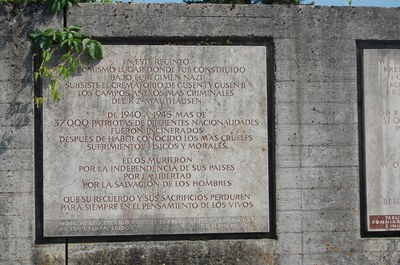 EN ESTE RECINTO
MISMO LUGAR DONDE FUE CONSTRUIDO
BAJO EL REGIMEN NAZI
SUBSISTE EL CREMATORIO DE GUSEN I Y GUSEN II
LOS CAMPOS ANEXOS MAS CRIMINALES
DEL K.Z. MAUTHAUSEN
DE 1940 A 1945 MAS DE
37000 PATRIOTAS DE DIFERENTES NACIONALIDADES
FUERON INCINERADOS
DESPUES DE HABER CONOCIDO LOS MAS CRUELES
SUFRIMIENTOS FISICOS Y MORALES.
ELLOS MURIERON
POR LA INDEPENDENCIA DE SUS PAISES
POR LA LIBERTAD
POR LA SALVACION DE LOS HOMBRES
QUE SU RECUERDO Y SUS SACRIFICIOS PERDUREN
PARA SIEMPRE EN EL PENSAMIENTO DE LOS VIVOS